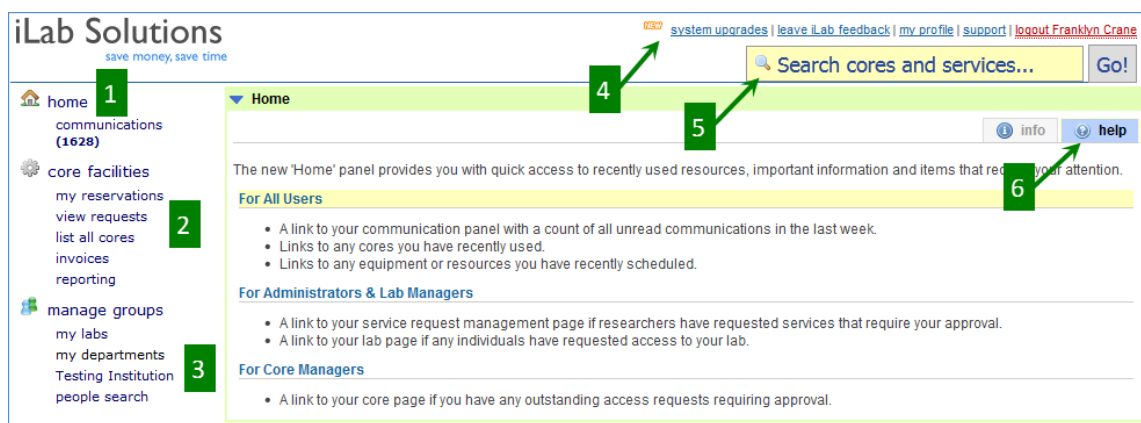 iLab Solutions
save money, save time
NEW system upgrades | leave iLab feedback | my profile | support | logout Franklyn Crane
4
Search cores and services... Go!
5
home
1
communications
(1628)
core facilities
my reservations
view requests
list all cores
invoices
reporting
2
manage groups
my labs
my departments
Testing Institution
people search
3
Home
info help
6
The new 'Home' panel provides you with quick access to recently used resources, important information and items that re your attention.
For All Users
A link to your communication panel with a count of all unread communications in the last week.
Links to any cores you have recently used.
Links to any equipment or resources you have recently scheduled.
For Administrators & Lab Managers
A link to your service request management page if researchers have requested services that require your approval.
A link to your lab page if any individuals have requested access to your lab.
For Core Managers
A link to your core page if you have any outstanding access requests requiring approval.